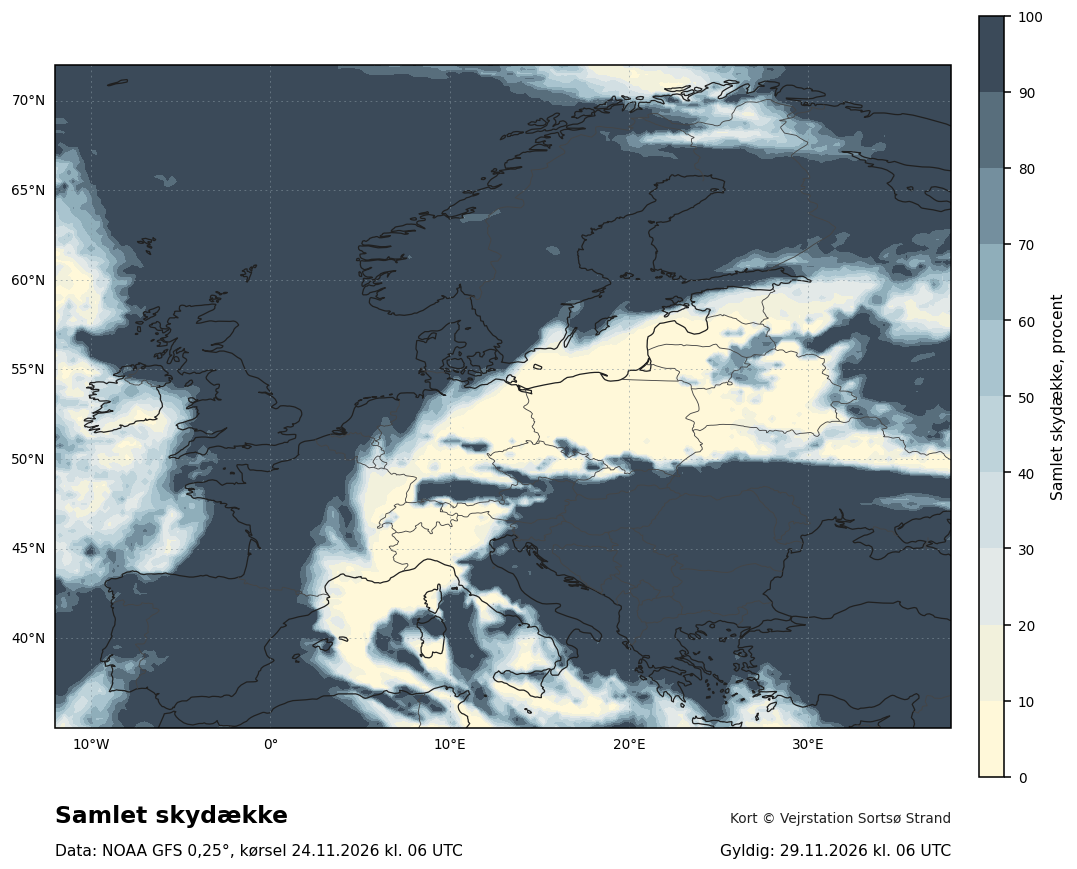 100
90
80
70
60
50
40
30
20
10
0
Samlet skydække, procent
70°N
65°N
60°N
55°N
50°N
45°N
40°N
10°W
0°
10°E
20°E
30°E
Samlet skydække
Kort © Vejrstation Sortsø Strand
Data: NOAA GFS 0,25°, kørsel 24.11.2026 kl. 06 UTC
Gyldig: 29.11.2026 kl. 06 UTC